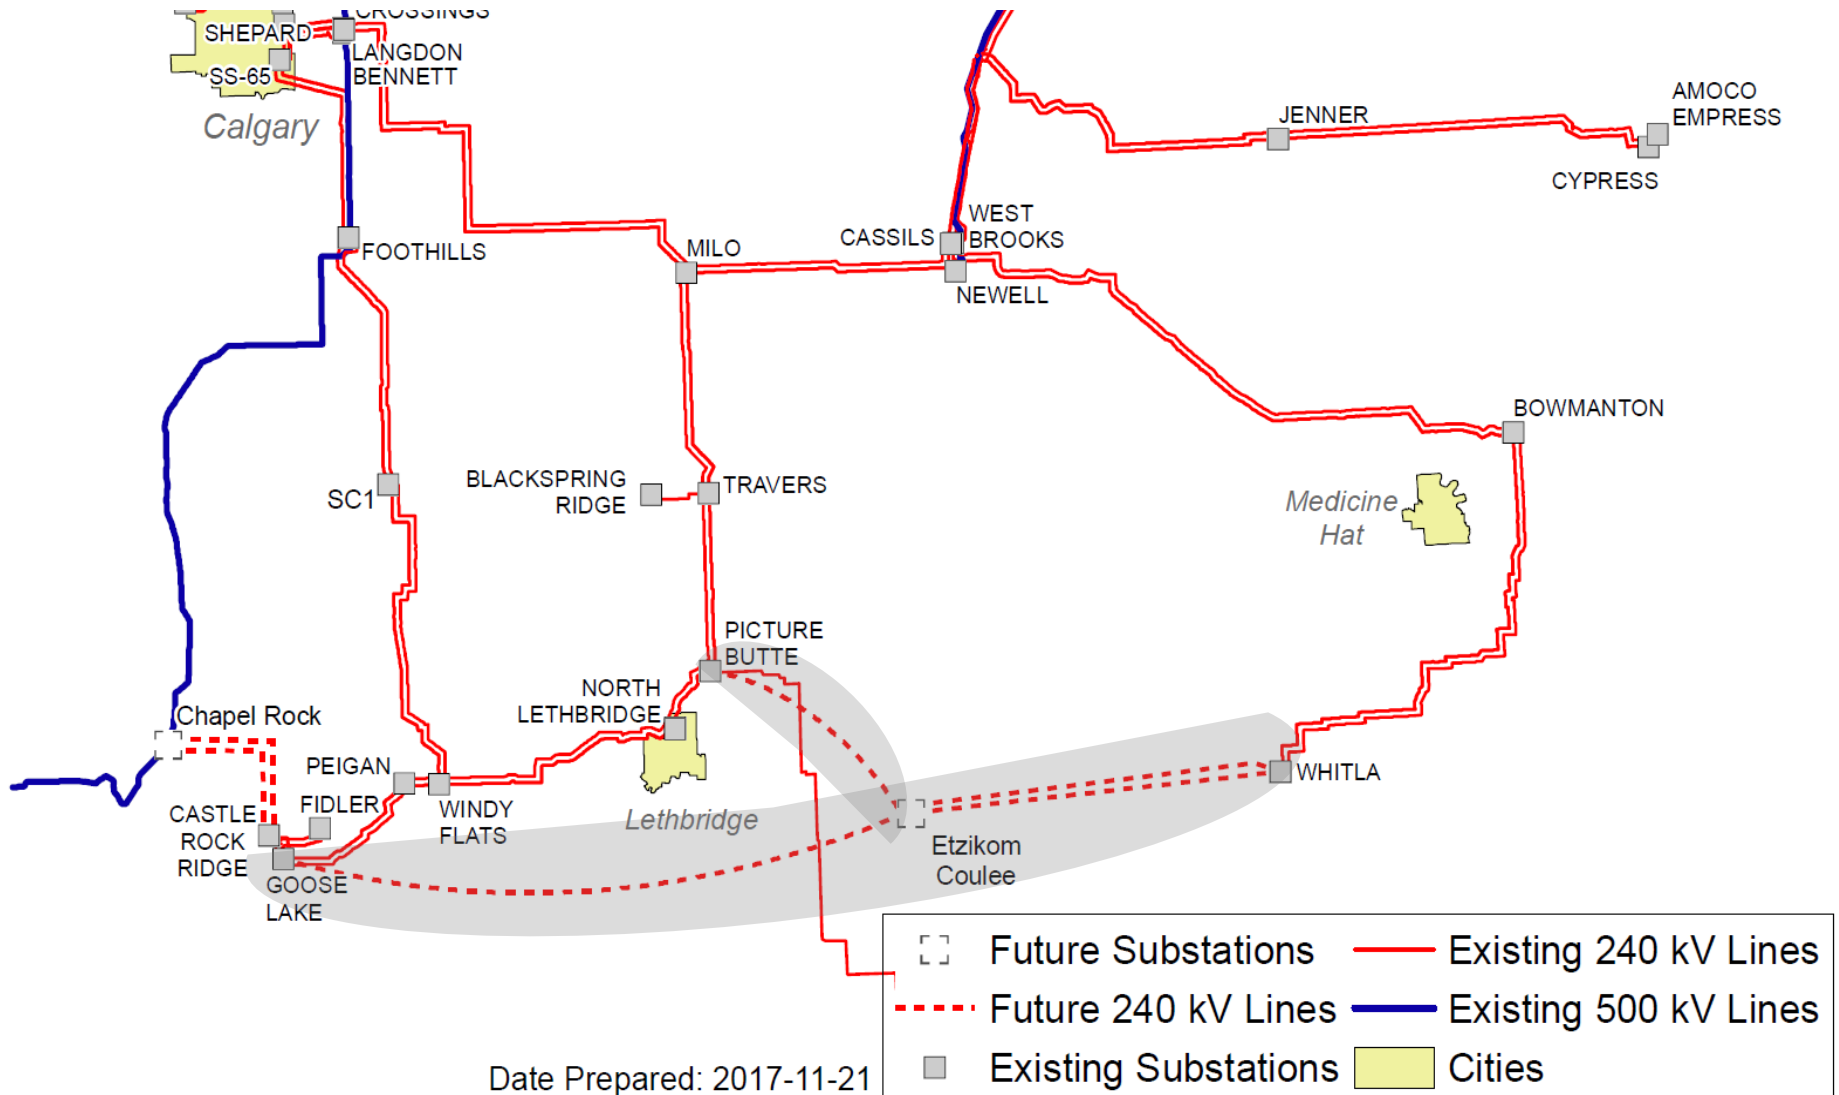 CROSSINGS
SHEPARD
LANGDON
BENNETT
SS-65
Calgary
AMOCO
EMPRESS
JENNER
CYPRESS
WEST
BROOKS
CASSILS
MILO
FOOTHILLS
NEWELL
BOWMANTON
BLACKSPRING
RIDGE
TRAVERS
SC1
Medicine
Hat
PICTURE
BUTTE
NORTH
LETHBRIDGE
Chapel Rock
PEIGAN
WHITLA
FIDLER
CASTLE
ROCK
RIDGE
WINDY
FLATS
Lethbridge
Etzikom
Coulee
GOOSE
LAKE
Future Substations
Existing 240 kV Lines
Future 240 kV Lines
Existing 500 kV Lines
Existing Substations
Cities
Date Prepared: 2017-11-21